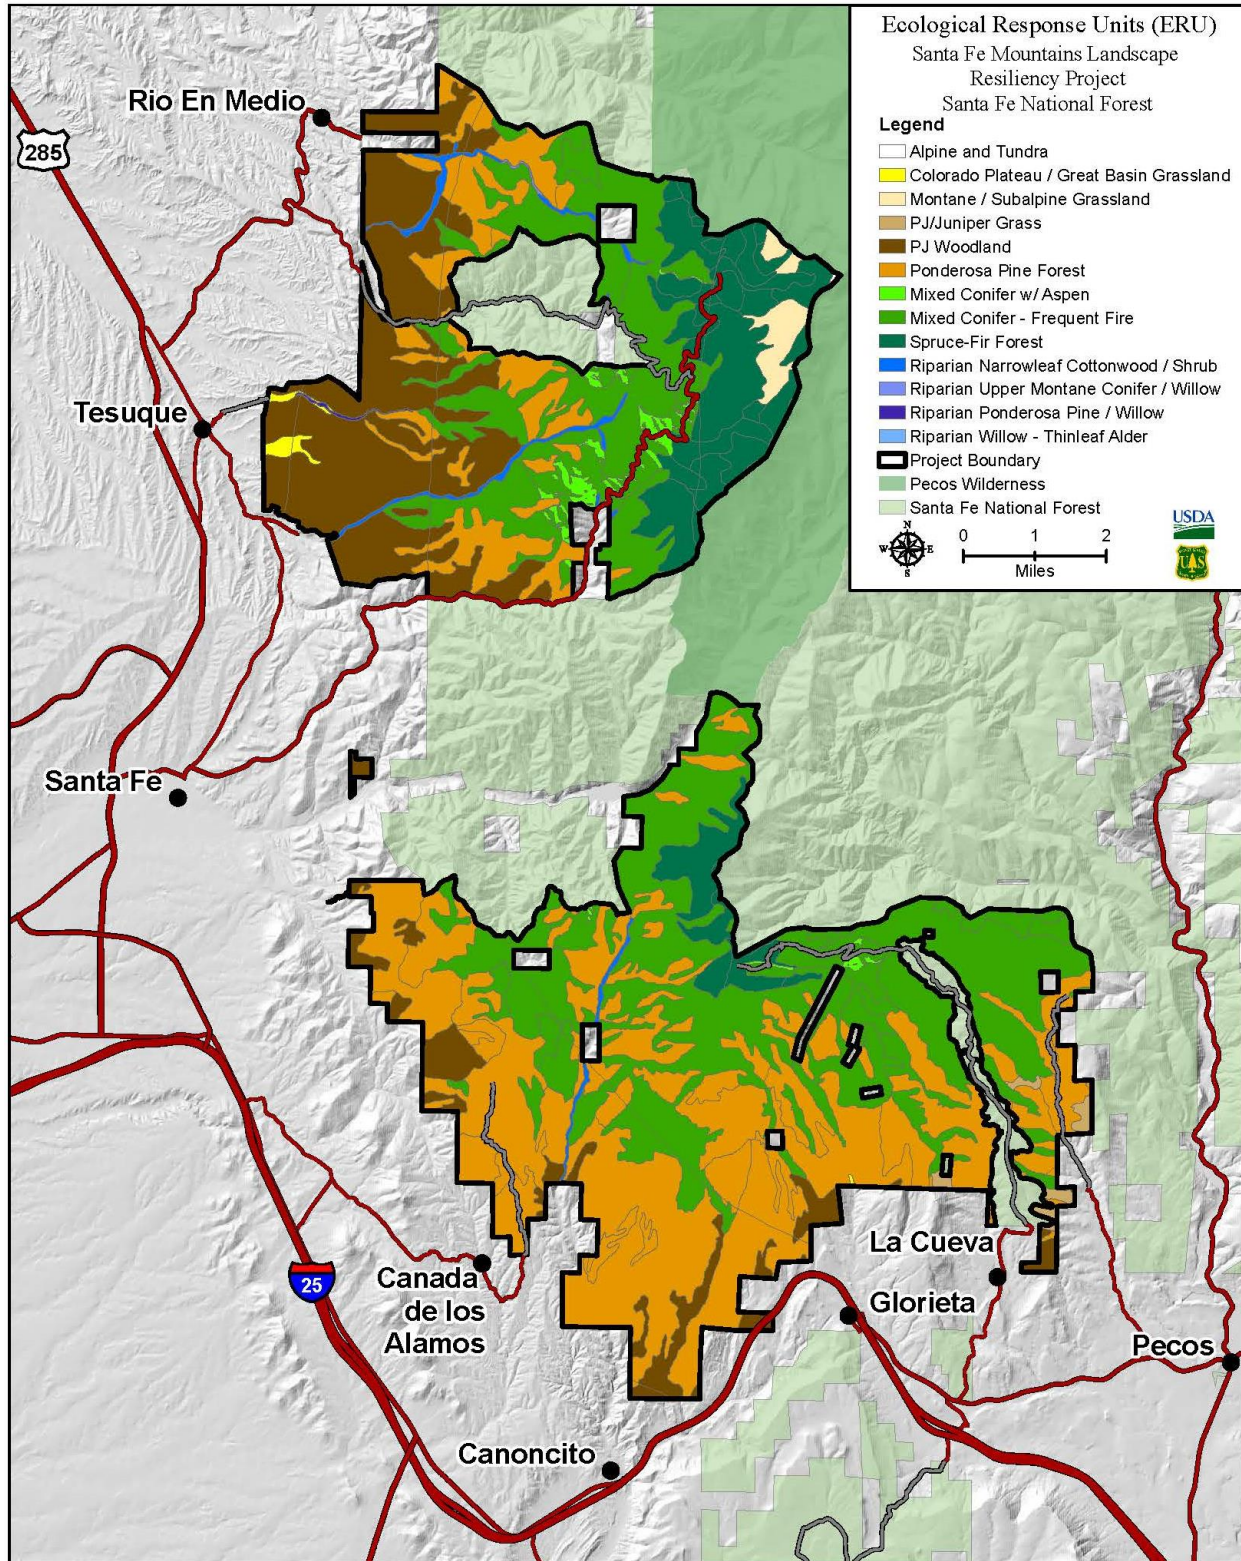 Ecological Response Units (ERU)
Santa Fe Mountains Landscape
Resiliency Project
Santa Fe National Forest
Legend
Alpine and Tundra
Colorado Plateau / Great Basin Grassland
Montane / Subalpine Grassland
PJ/Juniper Grass
PJ Woodland
Ponderosa Pine Forest
Mixed Conifer w/ Aspen
Mixed Conifer - Frequent Fire
Spruce-Fir Forest
Riparian Narrowleaf Cottonwood / Shrub
Riparian Upper Montane Conifer / Willow
Riparian Ponderosa Pine / Willow
Riparian Willow - Thinleaf Alder
Project Boundary
Pecos Wilderness
Santa Fe National Forest
N
W E
S
0 1 2
Miles
USDA
U S
Rio En Medio
285
Tesuque
Santa Fe
La Cueva
Canada
de los
Alamos
25
Glorieta
Pecos
Canoncito